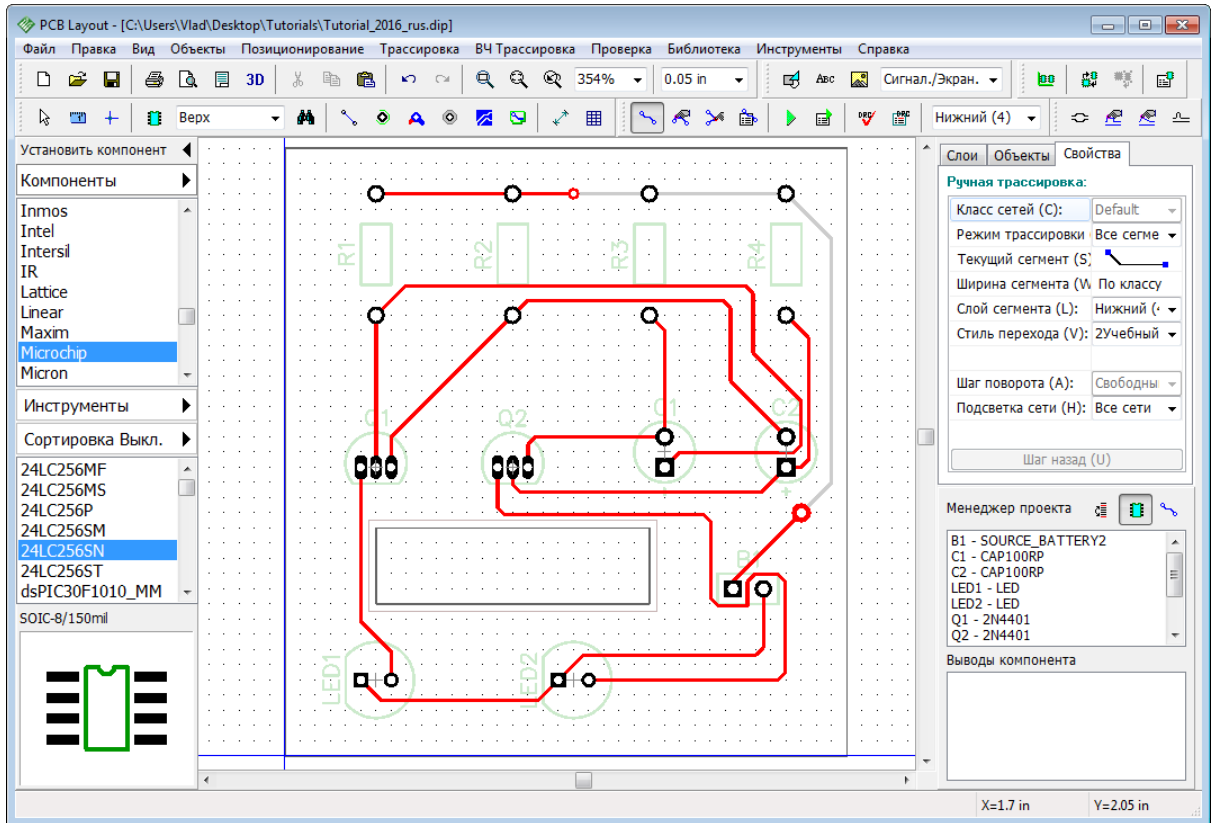 PCB Layout - [C:\Users\Vlad\Desktop\Tutorials\Tutorial_2016_rus.dip]
Файл Правка Вид Объекты Позиционирование Трассировка ВЧ Трассировка Проверка Библиотека Инструменты Справка
3D 354% 0.05 in ABC Сигнал./Экран.
Верх DRC DRC Нижний (4)
Установить компонент
Компоненты
Inmos
Intel
Intersil
IR
Lattice
Linear
Maxim
Microchip
Micron
Инструменты
Сортировка Выкл.
24LC256MF
24LC256MS
24LC256P
24LC256SM
24LC256SN
24LC256ST
dsPIC30F1010_MM
SOIC-8/150mil
R1 R2 R3 R4
Q1 Q2 C1 C2
- +
B1
LED1 LED2
Слои Объекты Свойства
Ручная трассировка:
Класс сетей (C): Default
Режим трассировки Все сегме
Текущий сегмент (S)
Ширина сегмента (W По классу
Слой сегмента (L): Нижний (4
Стиль перехода (V): 2Учебный
Шаг поворота (A): Свободны
Подсветка сети (H): Все сети
Шаг назад (U)
Менеджер проекта
B1 - SOURCE_BATTERY2
C1 - CAP100RP
C2 - CAP100RP
LED1 - LED
LED2 - LED
Q1 - 2N4401
Q2 - 2N4401
Выводы компонента
X=1.7 in Y=2.05 in